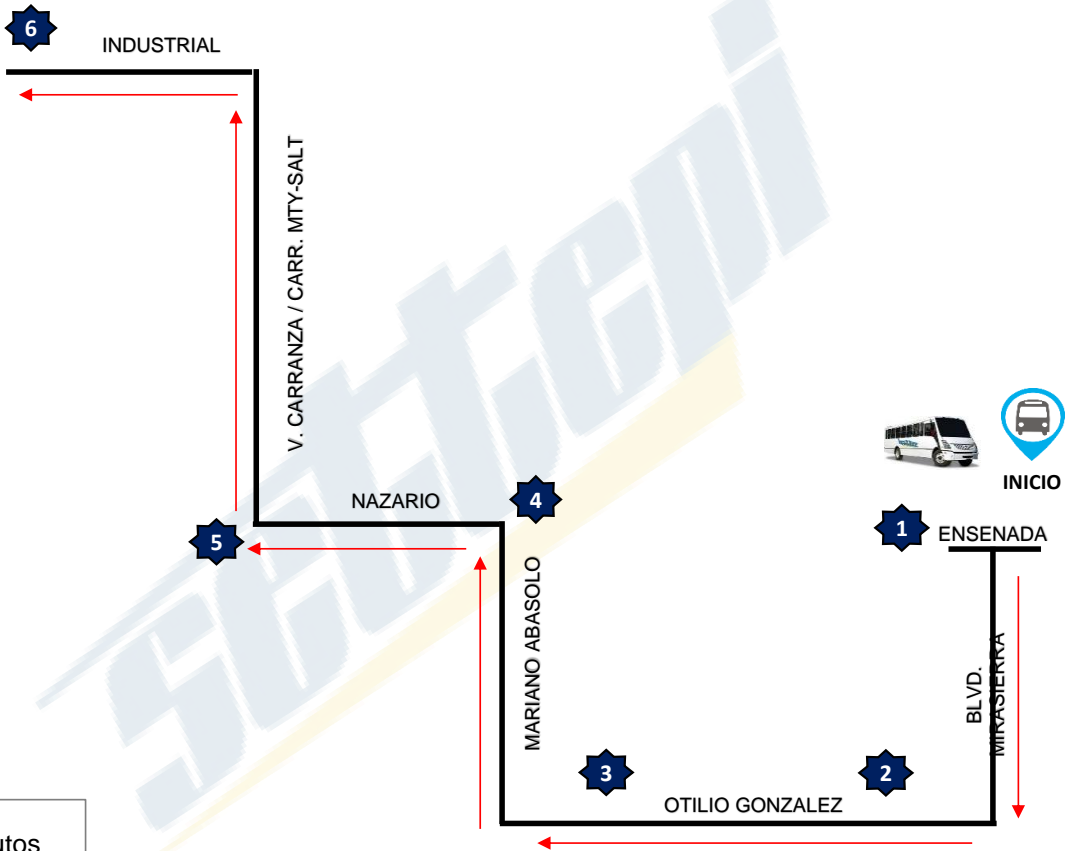 6
INDUSTRIAL
V. CARRANZA / CARR. MTY-SALT
setteni
INICIO
NAZARIO
4
1
ENSENADA
5
MARIANO ABASOLO
BLVD.
MIRASIERRA
3
2
OTILIO GONZALEZ